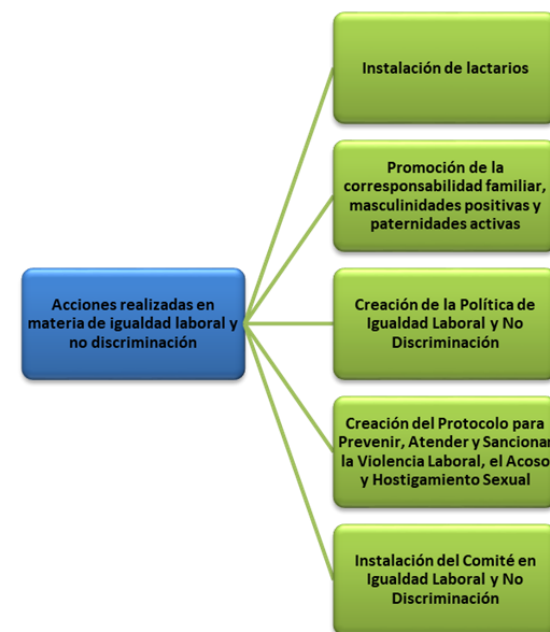 Instalación de lactarios
Promoción de la
corresponsabilidad familiar,
masculinidades positivas y
paternidades activas
Acciones realizadas en
materia de igualdad laboral y
no discriminación
Creación de la Política de
Igualdad Laboral y No
Discriminación
Creación del Protocolo para
Prevenir, Atender y Sancionar
la Violencia Laboral, el Acoso
y Hostigamiento Sexual
Instalación del Comité en
Igualdad Laboral y No
Discriminación